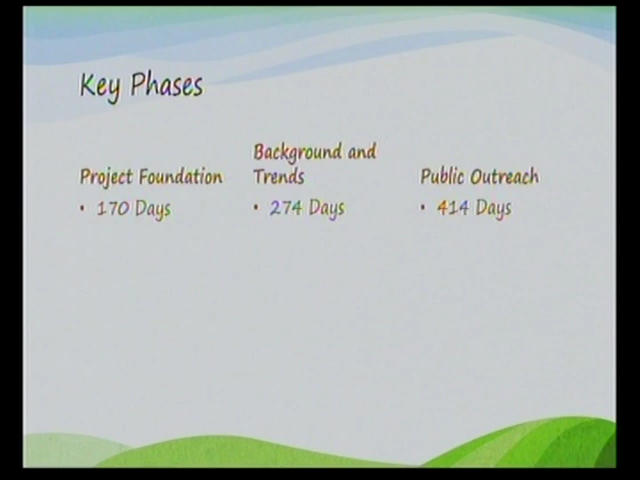 Key Phases
Project Foundation
• 170 Days
Background and
Trends
• 274 Days
Public Outreach
• 414 Days